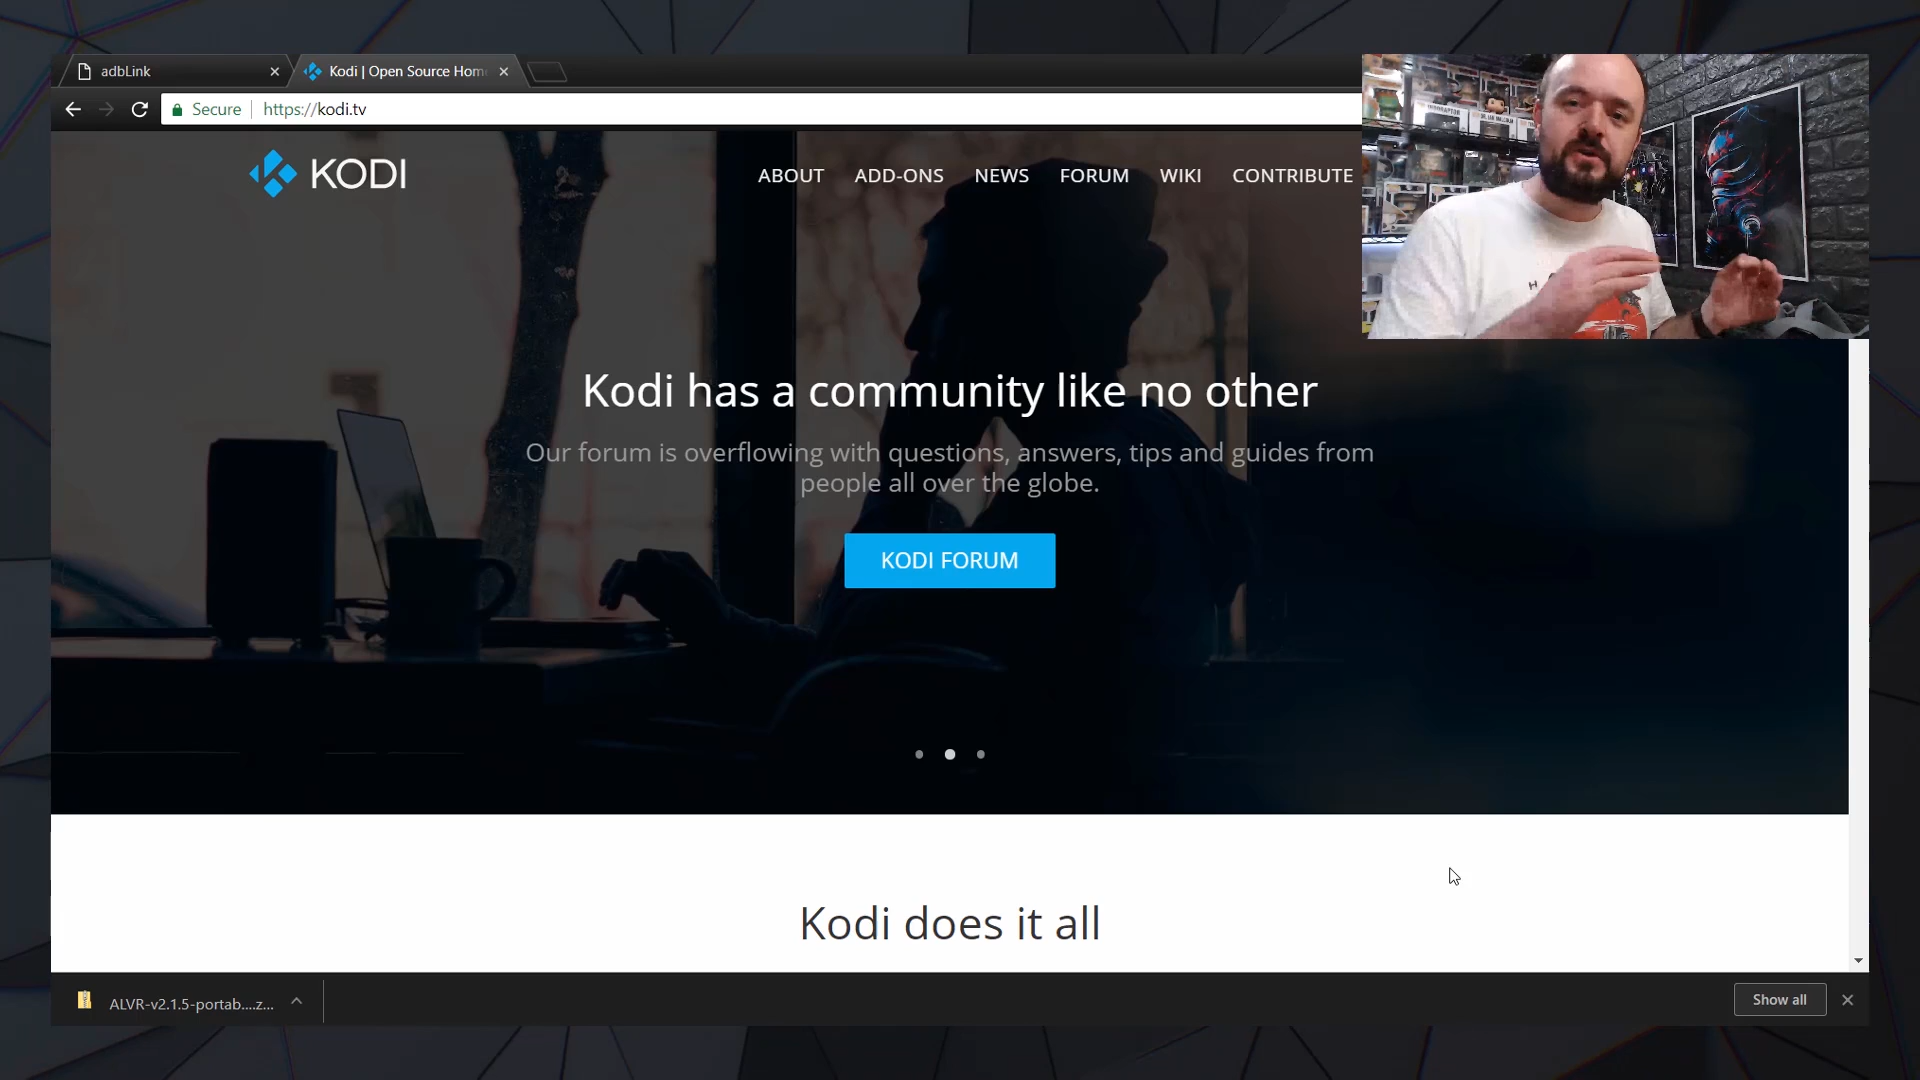 adbLink
Kodi | Open Source Hom
Secure
https://kodi.tv
KODI
ABOUT
ADD-ONS
NEWS
FORUM
WIKI
CONTRIBUTE
Kodi has a community like no other
Our forum is overflowing with questions, answers, tips and guides from
people all over the globe.
KODI FORUM
Kodi does it all
ALVR-v2.1.5-portab....z...
Show all